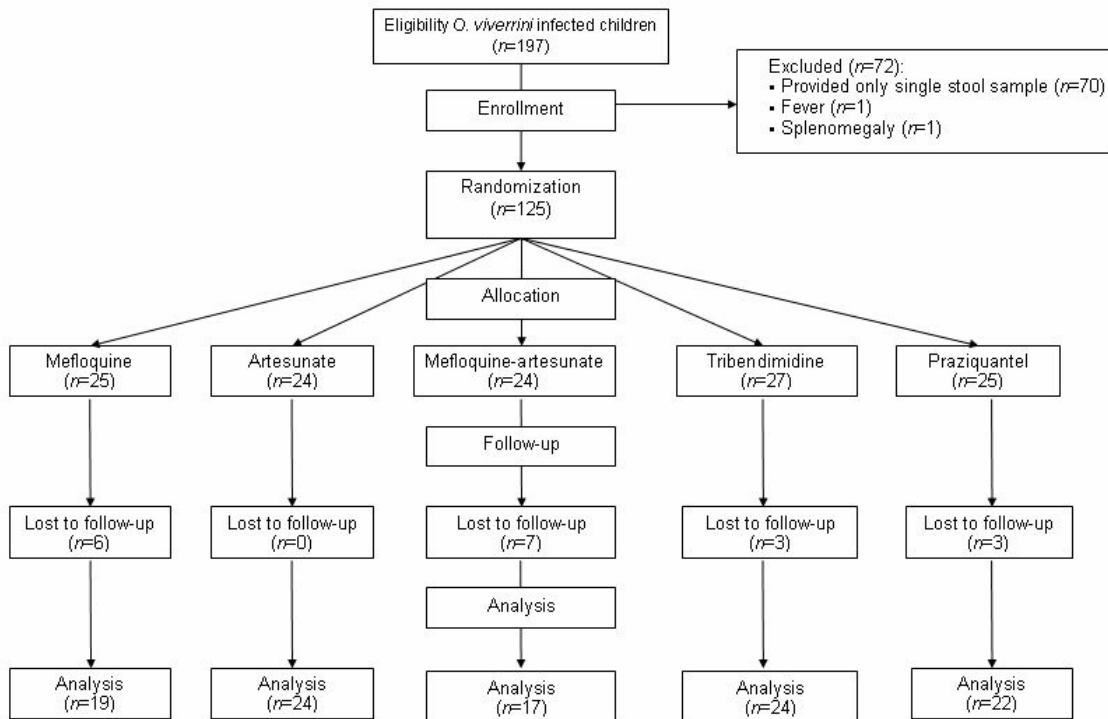 Eligibility O. viverrini infected children
(n=197)
Excluded (n=72):
▪ Provided only single stool sample (n=70)
▪ Fever (n=1)
▪ Splenomegaly (n=1)
Enrollment
Randomization
(n=125)
Allocation
Mefloquine
(n=25)
Artesunate
(n=24)
Mefloquine-artesunate
(n=24)
Tribendimidine
(n=27)
Praziquantel
(n=25)
Follow-up
Lost to follow-up
(n=6)
Lost to follow-up
(n=0)
Lost to follow-up
(n=7)
Lost to follow-up
(n=3)
Lost to follow-up
(n=3)
Analysis
Analysis
(n=19)
Analysis
(n=24)
Analysis
(n=17)
Analysis
(n=24)
Analysis
(n=22)